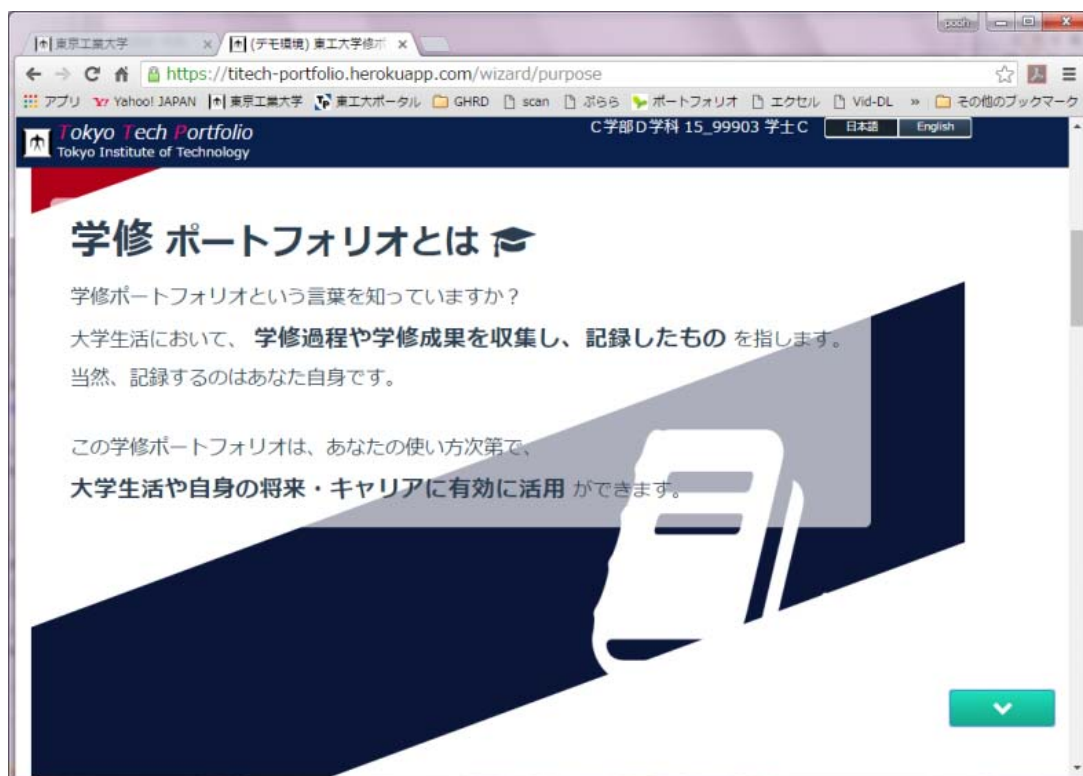 pooh
東京工業大学
(デモ環境) 東工大学修ポ
https://titech-portfolio.herokuapp.com/wizard/purpose
アプリ Yahoo! JAPAN 東京工業大学 東工大ポータル GHRD scan ぷらら ポートフォリオ エクセル Vid-DL » その他のブックマーク
Tokyo Tech Portfolio
Tokyo Institute of Technology
C学部D学科 15_99903 学士C
日本語
English
学修 ポートフォリオとは
学修ポートフォリオという言葉を知っていますか？
大学生活において、 学修過程や学修成果を収集し、記録したもの を指します。
当然、記録するのはあなた自身です。
この学修ポートフォリオは、あなたの使い方次第で、
大学生活や自身の将来・キャリアに有効に活用 ができます。